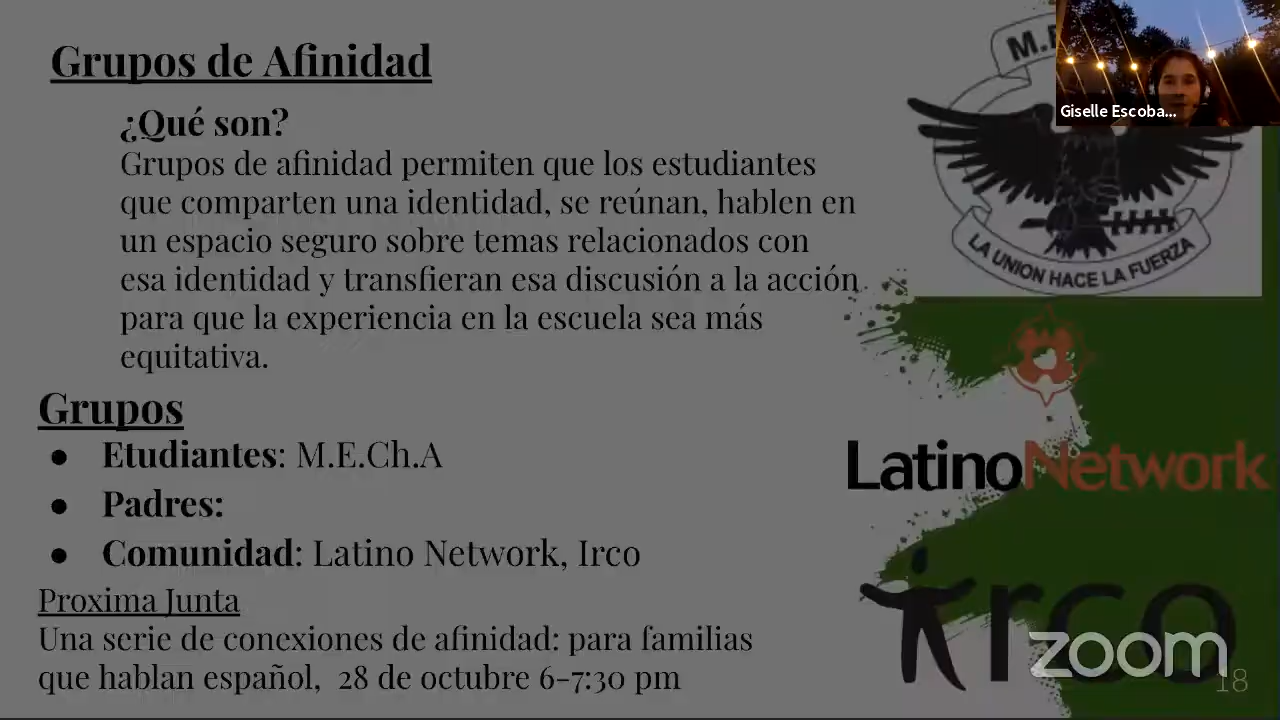 Grupos de Afinidad
¿Qué son?
Grupos de afinidad permiten que los estudiantes
que comparten una identidad, se reúnan, hablen en
un espacio seguro sobre temas relacionados con
esa identidad y transfieran esa discusión a la acción
para que la experiencia en la escuela sea más
equitativa.
Grupos
● Etudiantes: M.E.Ch.A
● Padres:
● Comunidad: Latino Network, Irco
Proxima Junta
Una serie de conexiones de afinidad: para familias
que hablan español, 28 de octubre 6-7:30 pm
Giselle Escoba...
LA UNION HACE LA FUERZA
LatinoNetwork
irco
zoom
18